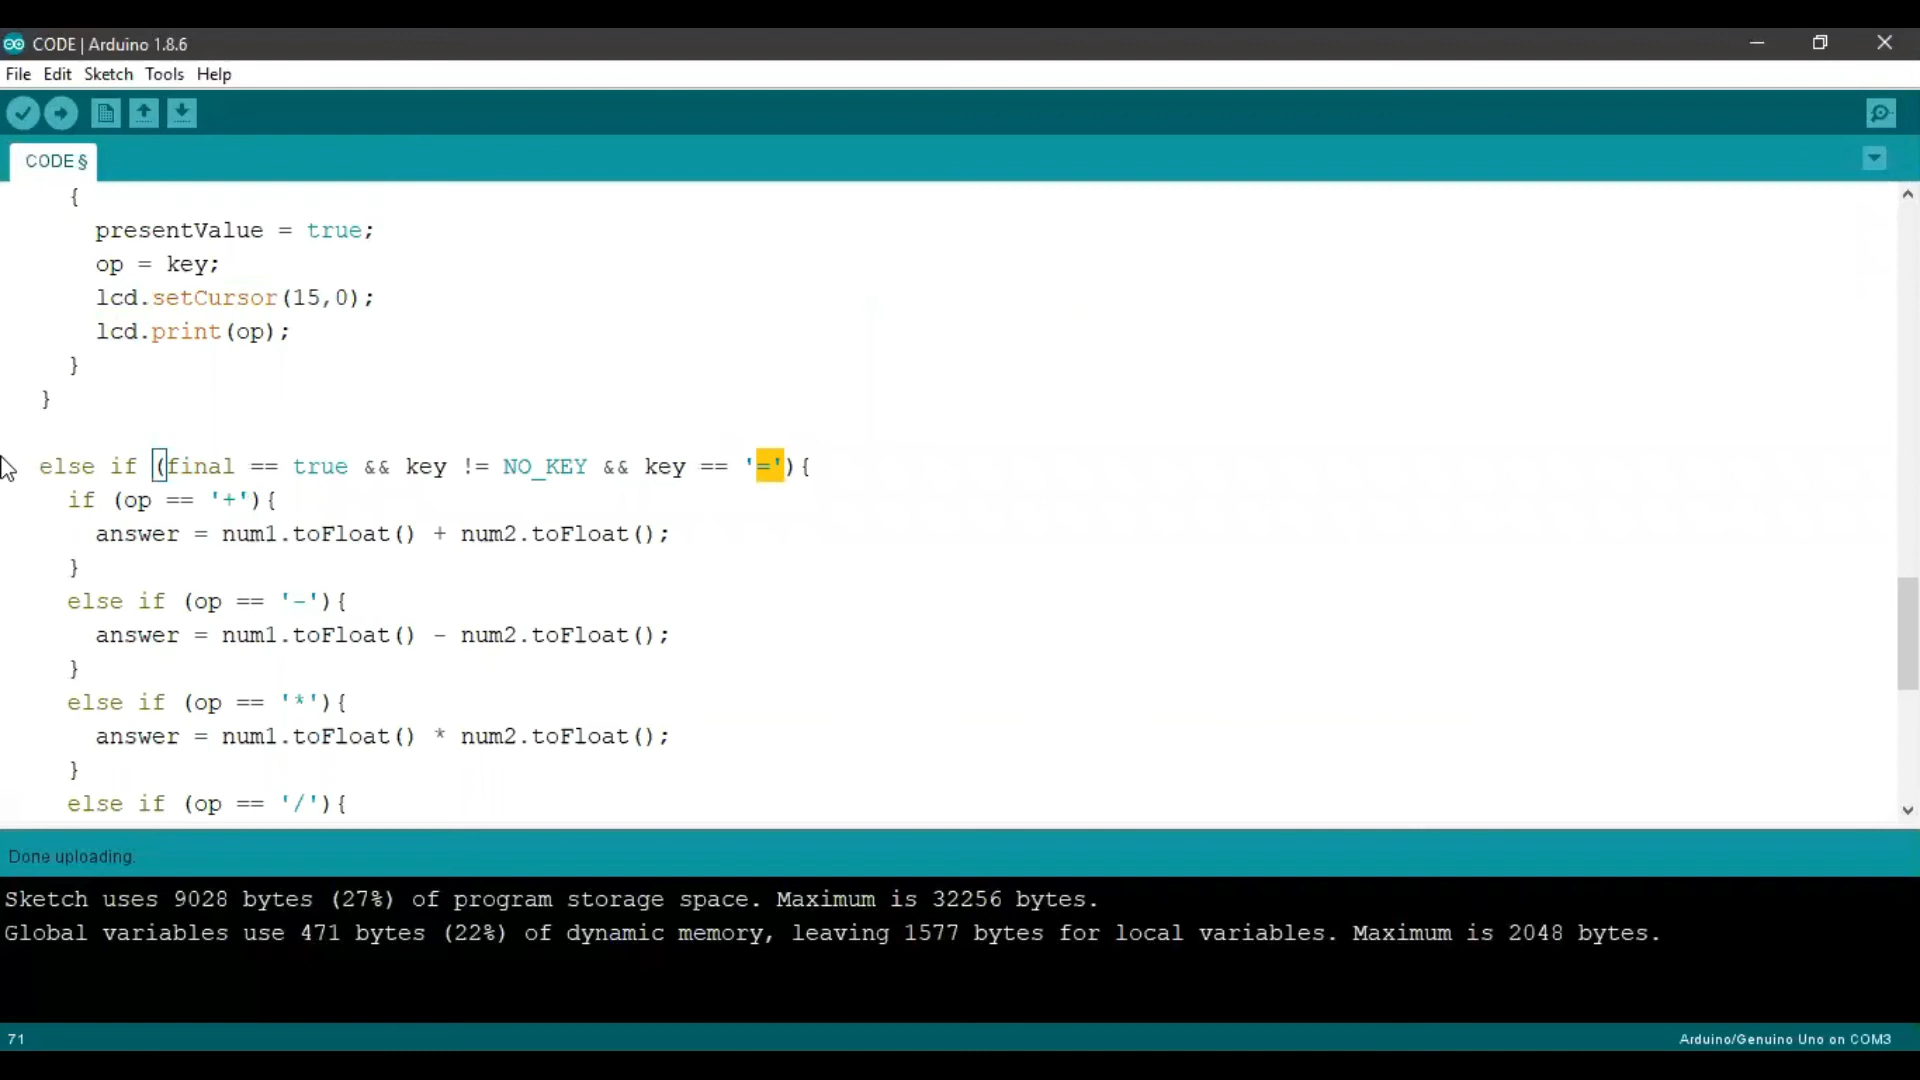 CODE | Arduino 1.8.6
File Edit Sketch Tools Help
CODE §
{
presentValue = true;
op = key;
lcd.setCursor(15,0);
lcd.print(op);
}
}
else if (final == true && key != NO_KEY && key == '='){
if (op == '+'){
answer = num1.toFloat() + num2.toFloat();
}
else if (op == '-'){
answer = num1.toFloat() - num2.toFloat();
}
else if (op == '*'){
answer = num1.toFloat() * num2.toFloat();
}
else if (op == '/'){
Done uploading.
Sketch uses 9028 bytes (27%) of program storage space. Maximum is 32256 bytes.
Global variables use 471 bytes (22%) of dynamic memory, leaving 1577 bytes for local variables. Maximum is 2048 bytes.
71
Arduino/Genuino Uno on COM3